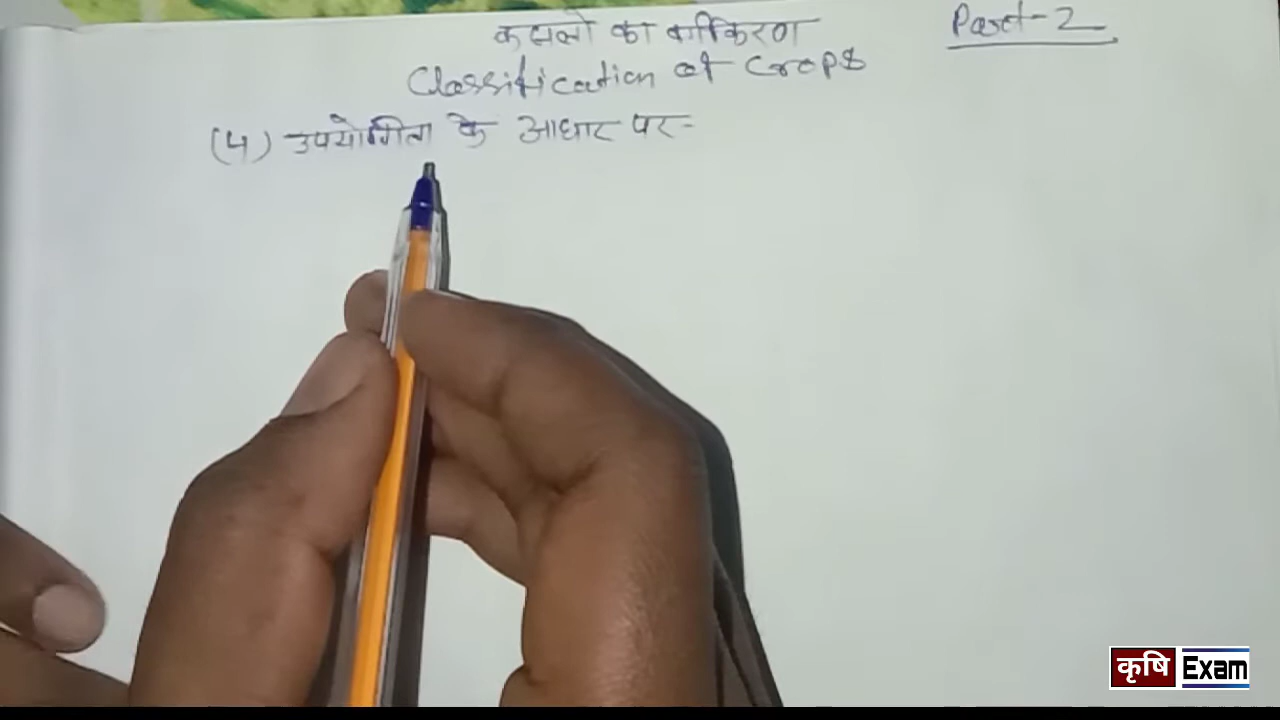 फसलो का वर्गीकरण
Part-2
Classification of Crops
(4) उपयोगिता के आधार पर-
कृषि Exam